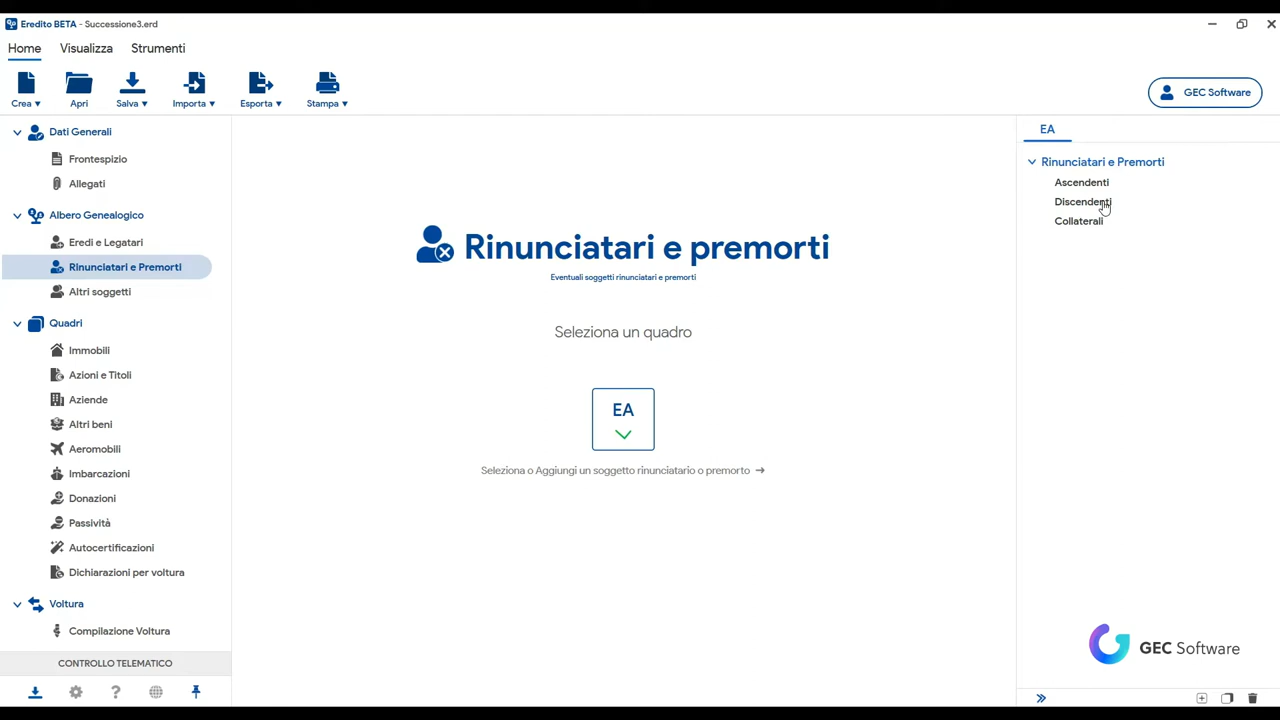 Eredito BETA - Successione3.erd
Home Visualizza Strumenti
Crea Apri Salva Importa Esporta Stampa
GEC Software
Dati Generali
Frontespizio
Allegati
Albero Genealogico
Eredi e Legatari
Rinunciatari e Premorti
Altri soggetti
Quadri
Immobili
Azioni e Titoli
Aziende
Altri beni
Aeromobili
Imbarcazioni
Donazioni
Passività
Autocertificazioni
Dichiarazioni per voltura
Voltura
Compilazione Voltura
CONTROLLO TELEMATICO
Rinunciatari e premorti
Eventuali soggetti rinunciatari e premorti
Seleziona un quadro
EA
Seleziona o Aggiungi un soggetto rinunciatario o premorto →
EA
Rinunciatari e Premorti
Ascendenti
Discendenti
Collaterali
GEC Software